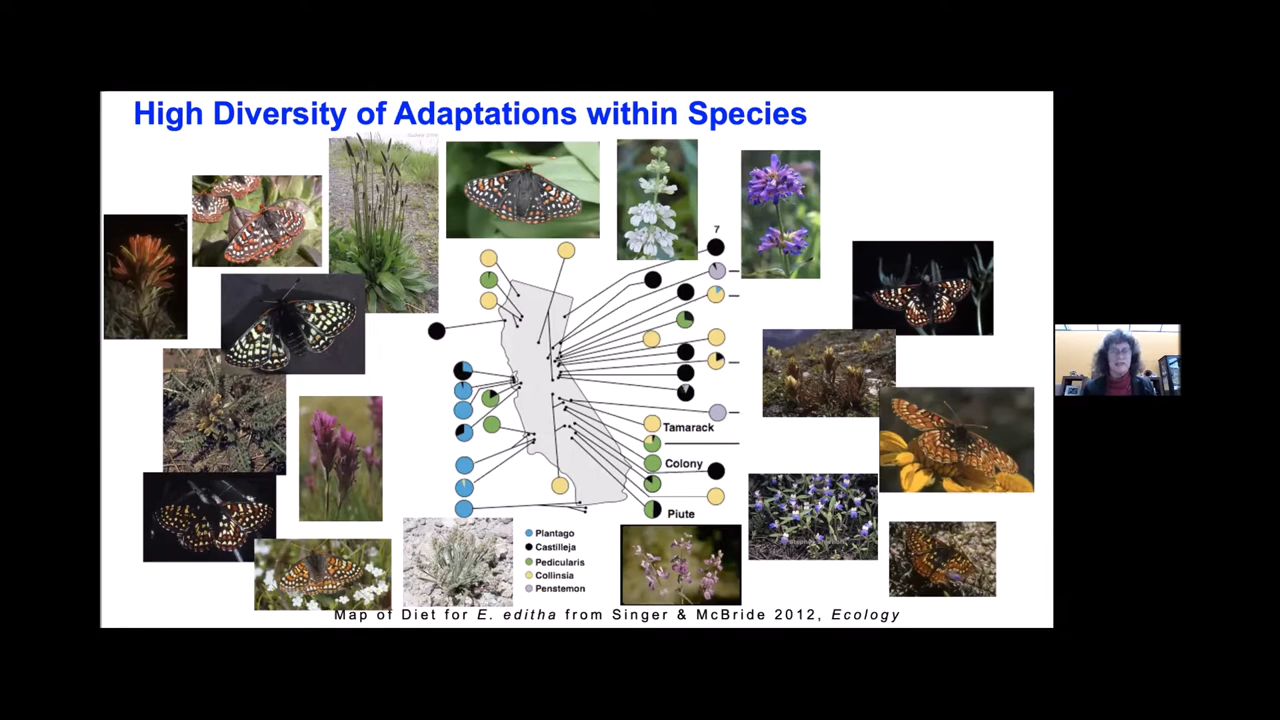 High Diversity of Adaptations within Species
7
Tamarack
Colony
Piute
Plantago
Castilleja
Pedicularis
Collinsia
Penstemon
Map of Diet for E. editha from Singer & McBride 2012, Ecology